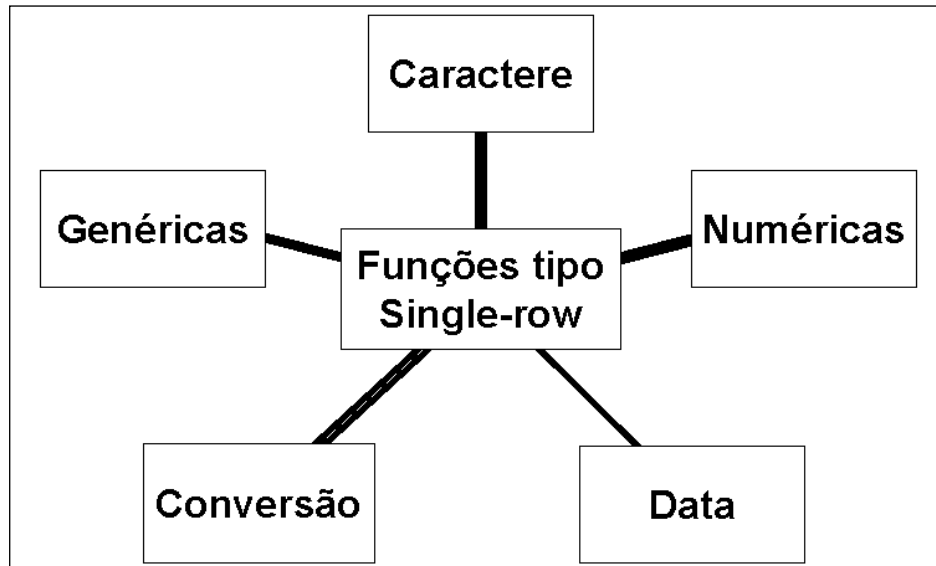 Caractere
Genéricas
Numéricas
Funções tipo
Single-row
Conversão
Data